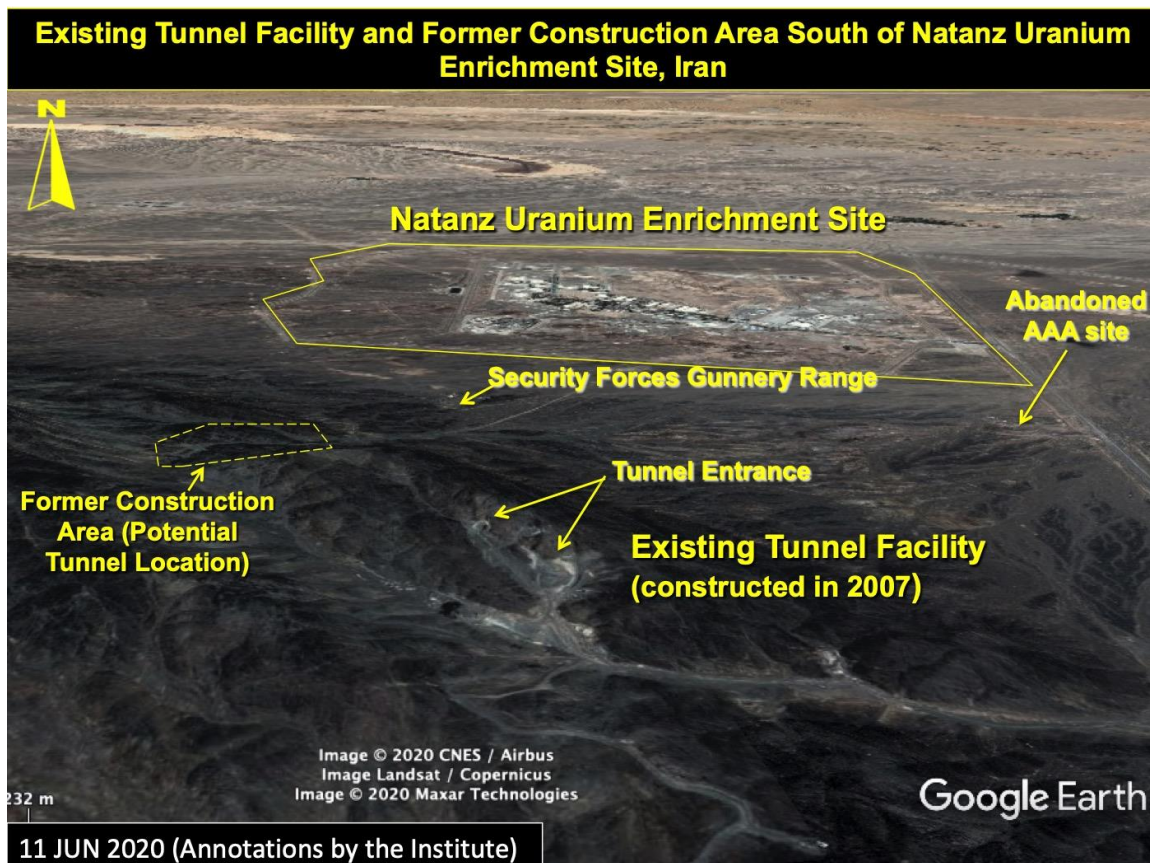 Existing Tunnel Facility and Former Construction Area South of Natanz Uranium
Enrichment Site, Iran
N
Natanz Uranium Enrichment Site
Abandoned
AAA site
Security Forces Gunnery Range
Tunnel Entrance
Former Construction
Area (Potential
Tunnel Location)
Existing Tunnel Facility
(constructed in 2007)
Image © 2020 CNES / Airbus
Image Landsat / Copernicus
Image © 2020 Maxar Technologies
232 m
Google Earth
11 JUN 2020 (Annotations by the Institute)